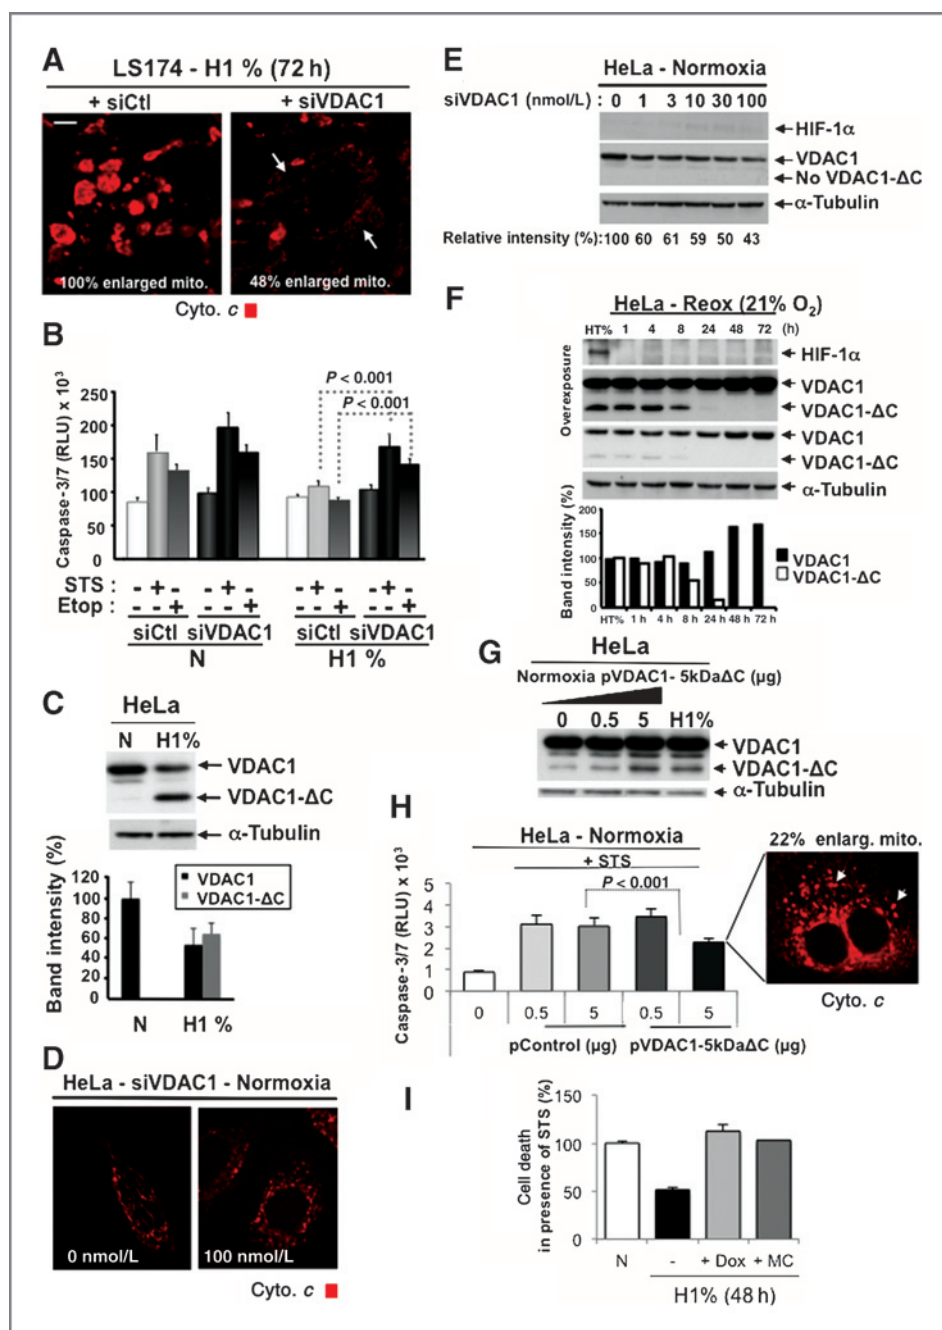 A
LS174 - H1 % (72 h)
+ siCtl + siVDAC1
100% enlarged mito. 48% enlarged mito.
Cyto. c
B
Caspase-3/7 (RLU) x 10³
250
200
150
100
50
0
P < 0.001
P < 0.001
STS : - + - - + - - + - - + -
Etop : - - + - - + - - + - - +
siCtl siVDAC1 siCtl siVDAC1
N H1 %
C
HeLa
N H1%
VDAC1
VDAC1-ΔC
α-Tubulin
Band intensity (%)
120
100
80
60
40
20
0
VDAC1
VDAC1-ΔC
N H1 %
D
HeLa - siVDAC1 - Normoxia
0 nmol/L 100 nmol/L
Cyto. c
E
HeLa - Normoxia
siVDAC1 (nmol/L) : 0 1 3 10 30 100
HIF-1α
VDAC1
No VDAC1-ΔC
α-Tubulin
Relative intensity (%): 100 60 61 59 50 43
F
HeLa - Reox (21% O₂)
HT% 1 4 8 24 48 72 (h)
Overexposure
HIF-1α
VDAC1
VDAC1-ΔC
VDAC1
VDAC1-ΔC
α-Tubulin
Band intensity (%)
200
150
100
50
0
VDAC1
VDAC1-ΔC
HT% 1 h 4 h 8 h 24 h 48 h 72 h
G
HeLa
Normoxia pVDAC1- 5kDaΔC (µg)
0 0.5 5 H1%
VDAC1
VDAC1-ΔC
α-Tubulin
H
HeLa - Normoxia
+ STS
P < 0.001
Caspase-3/7 (RLU) x 10³
5
4
3
2
1
0
0 0.5 5 0.5 5
pControl (µg) pVDAC1-5kDaΔC (µg)
22% enlarg. mito.
Cyto. c
I
Cell death
in presence of STS (%)
150
100
50
0
N - + Dox + MC
H1% (48 h)